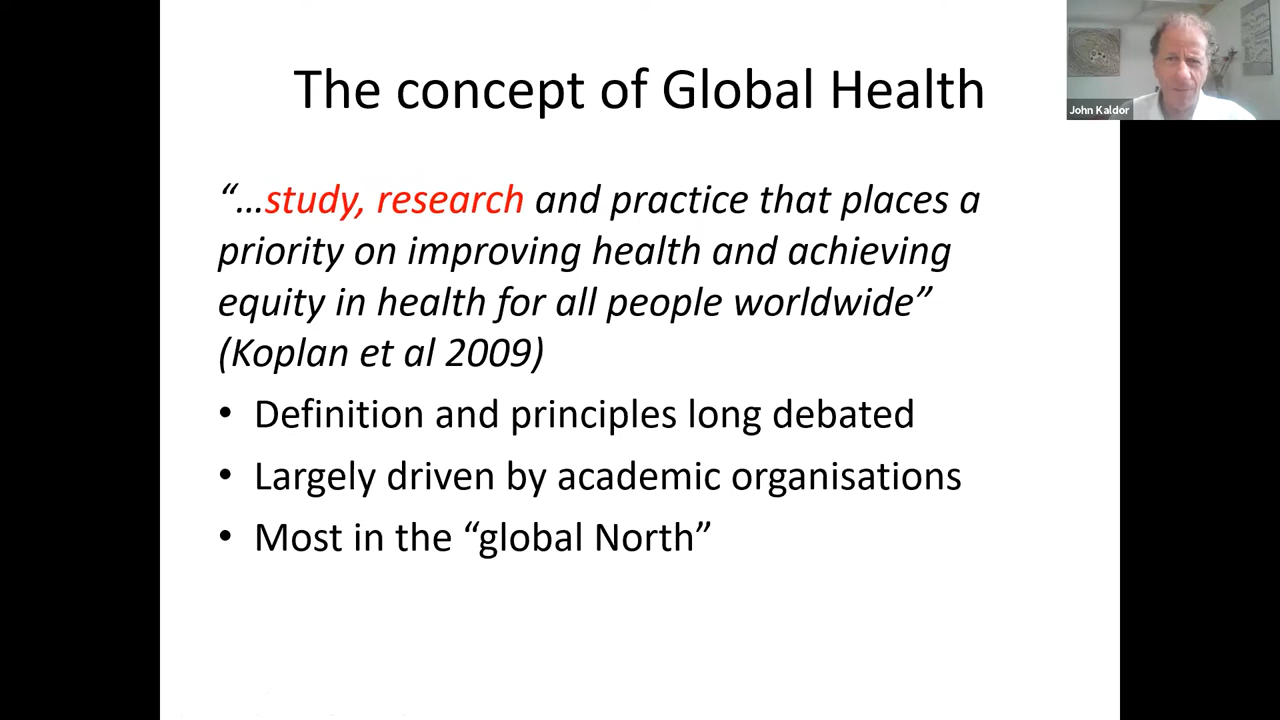 The concept of Global Health
John Kaldor
“…study, research and practice that places a
priority on improving health and achieving
equity in health for all people worldwide”
(Koplan et al 2009)
• Definition and principles long debated
• Largely driven by academic organisations
• Most in the “global North”